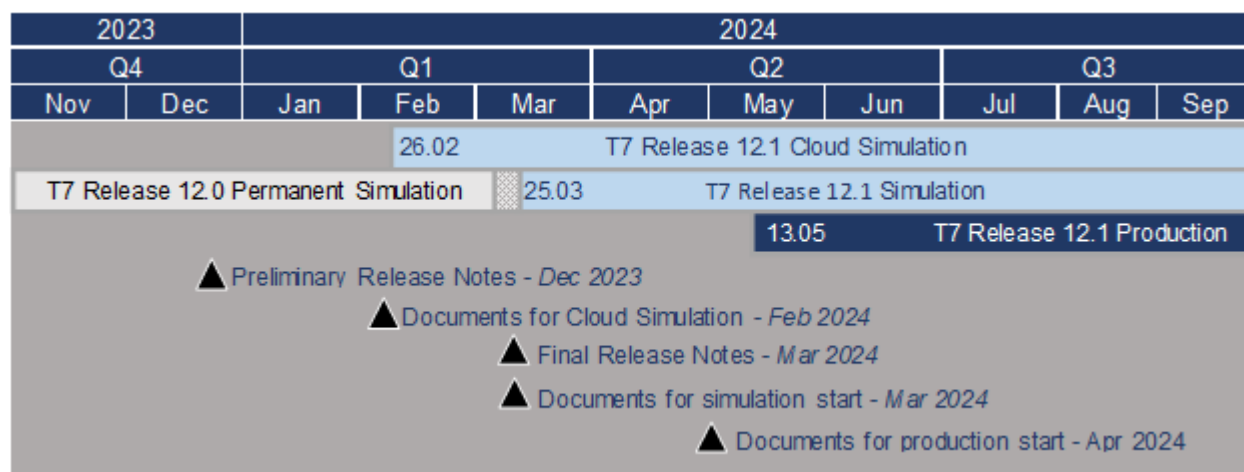 2023 2024
Q4 Q1 Q2 Q3
Nov Dec Jan Feb Mar Apr May Jun Jul Aug Sep
26.02 T7 Release 12.1 Cloud Simulation
T7 Release 12.0 Permanent Simulation 25.03 T7 Release 12.1 Simulation
13.05 T7 Release 12.1 Production
Preliminary Release Notes - Dec 2023
Documents for Cloud Simulation - Feb 2024
Final Release Notes - Mar 2024
Documents for simulation start - Mar 2024
Documents for production start - Apr 2024